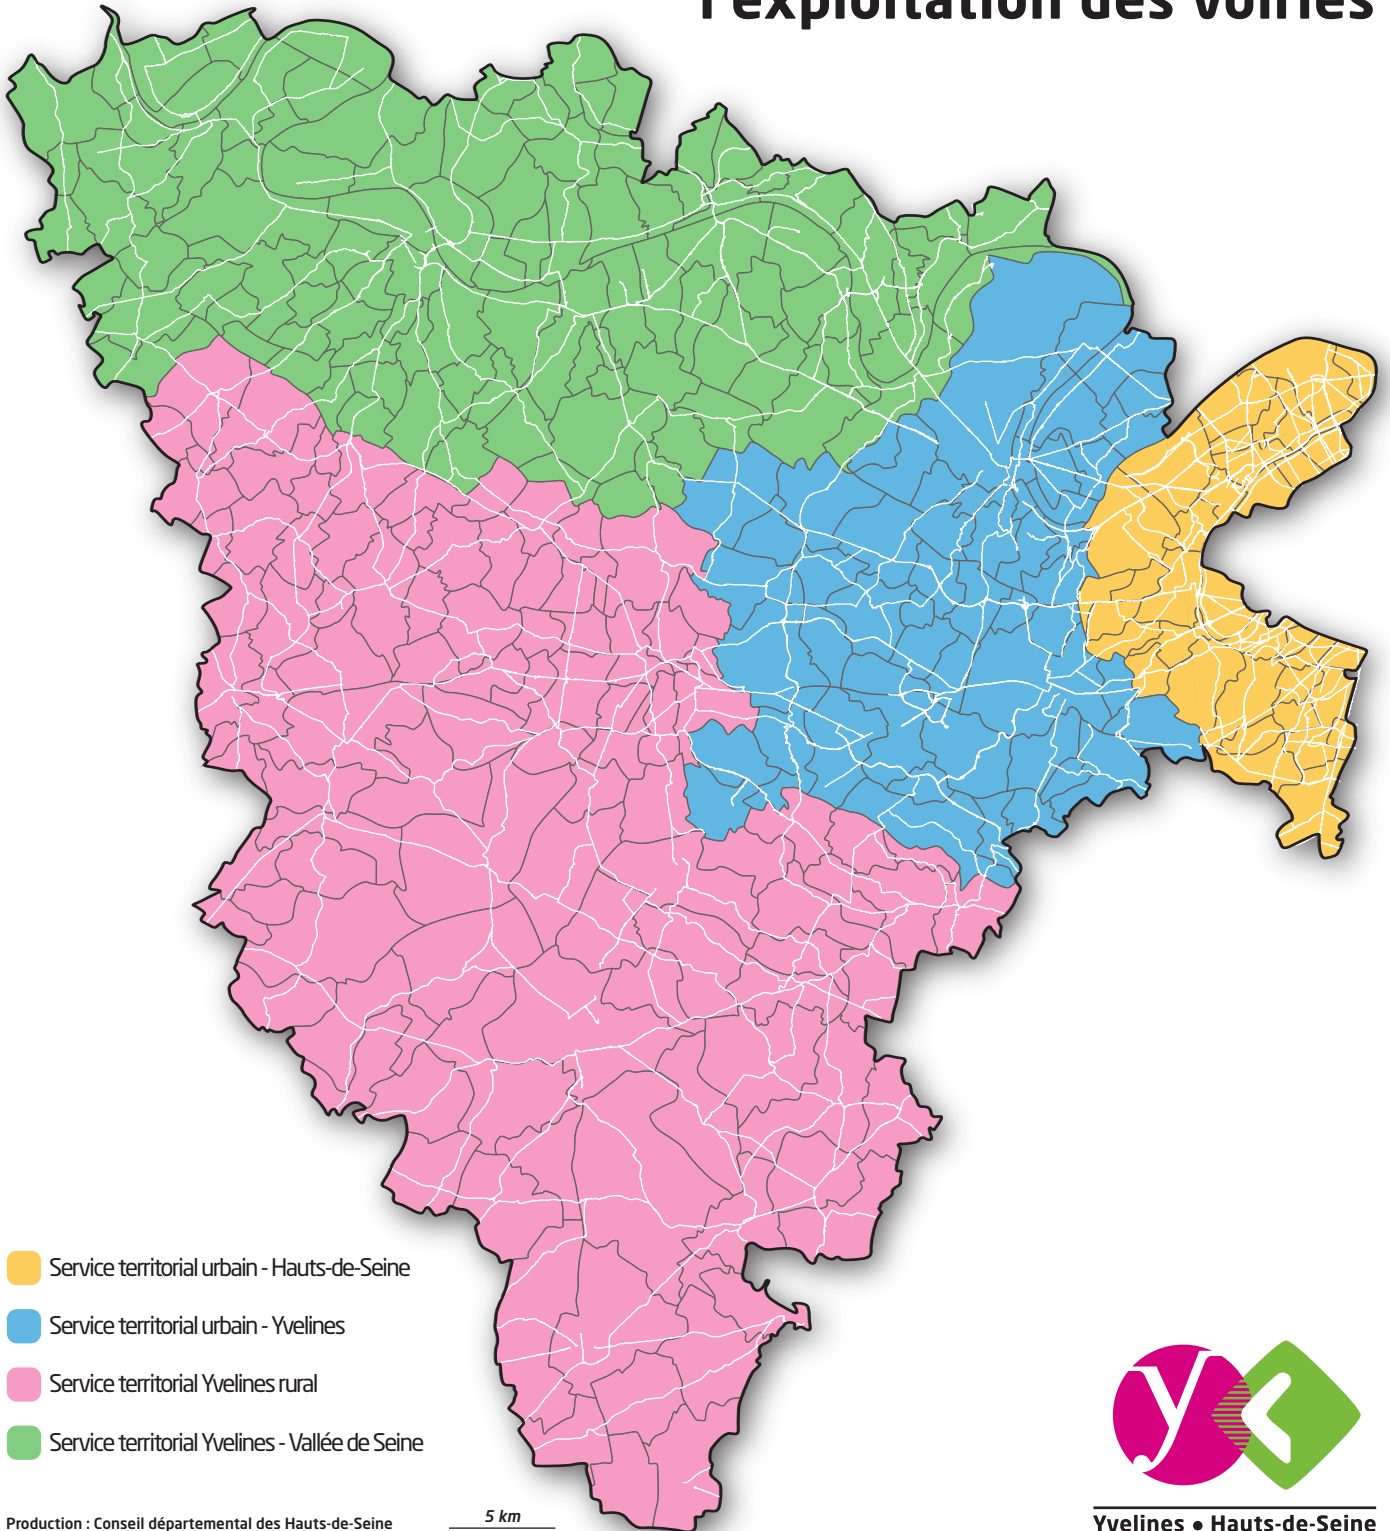 l'exploitation des voiries
Service territorial urbain - Hauts-de-Seine
Service territorial urbain - Yvelines
Service territorial Yvelines rural
Service territorial Yvelines - Vallée de Seine
Production : Conseil départemental des Hauts-de-Seine
5 km
Yvelines • Hauts-de-Seine